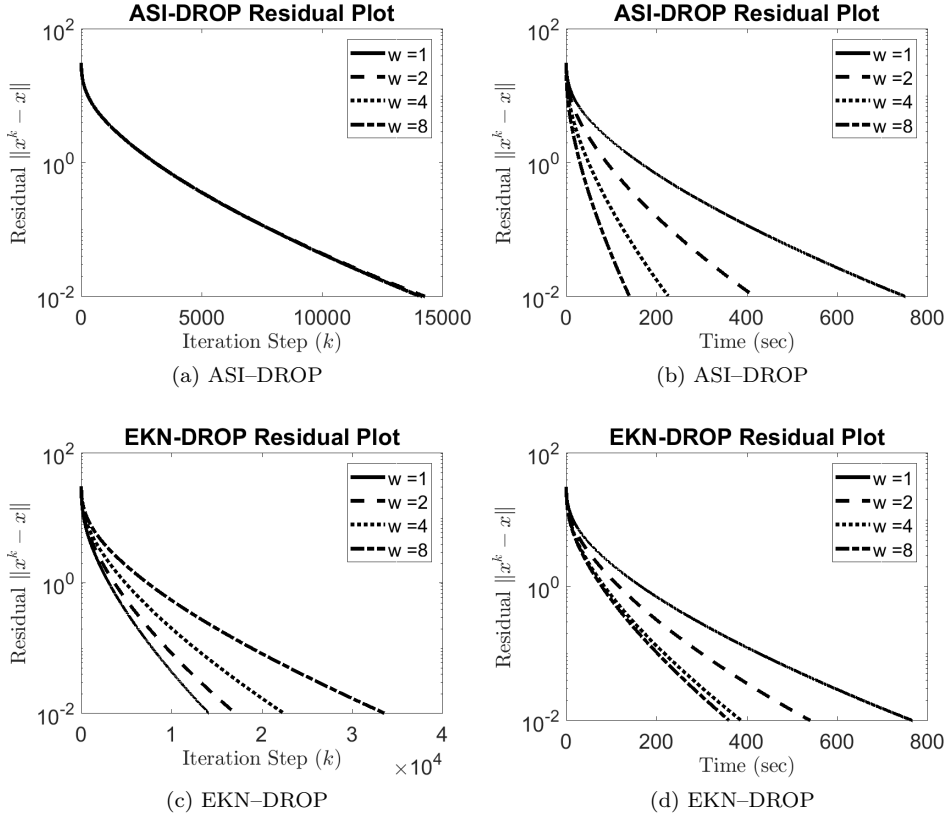 ASI-DROP Residual Plot
10^2
10^0
10^-2
Residual ‖x^k − x‖
w =1
w =2
w =4
w =8
0 5000 10000 15000
Iteration Step (k)
(a) ASI–DROP
ASI-DROP Residual Plot
10^2
10^0
10^-2
Residual ‖x^k − x‖
w =1
w =2
w =4
w =8
0 200 400 600 800
Time (sec)
(b) ASI–DROP
EKN-DROP Residual Plot
10^2
10^0
10^-2
Residual ‖x^k − x‖
w =1
w =2
w =4
w =8
0 1 2 3 4
Iteration Step (k)
×10^4
(c) EKN–DROP
EKN-DROP Residual Plot
10^2
10^0
10^-2
Residual ‖x^k − x‖
w =1
w =2
w =4
w =8
0 200 400 600 800
Time (sec)
(d) EKN–DROP